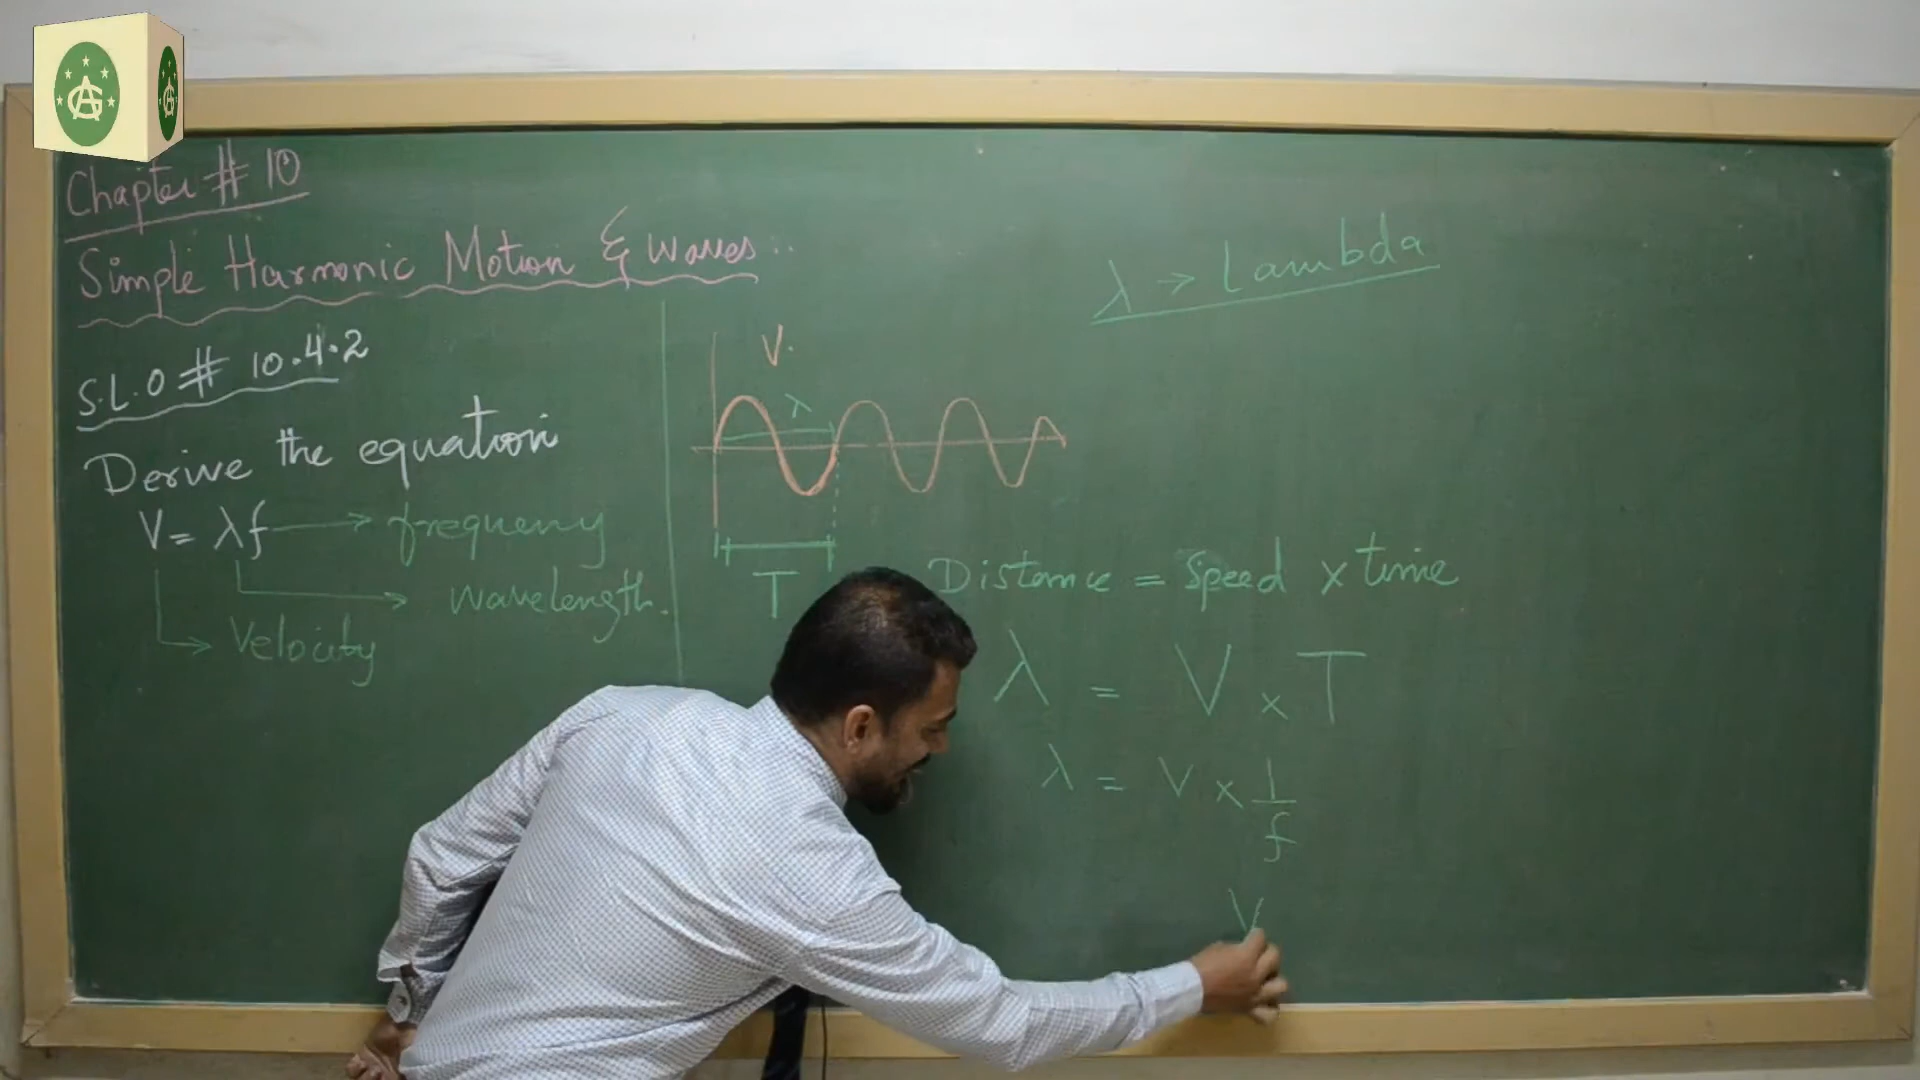 Chapter # 10
Simple Harmonic Motion & waves..
S.L.O # 10.4.2
Derive the equation
V = λf → frequency
→ wavelength.
→ Velocity
V.
λ
T
λ → Lambda
Distance = Speed x time
λ = V x T
λ = V x 1/f
V